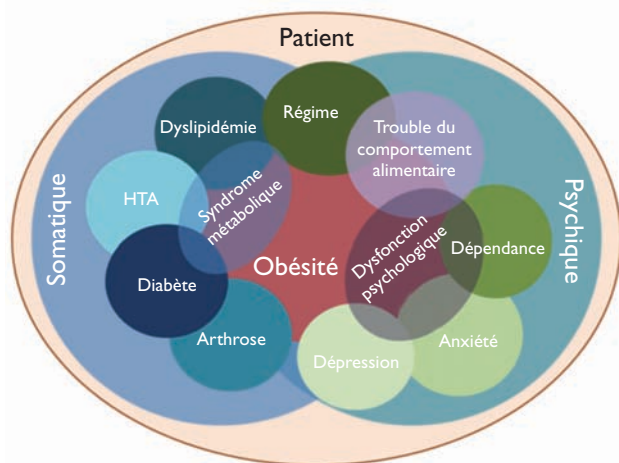 Patient
Dyslipidémie
Régime
Trouble du
comportement
alimentaire
Somatique
HTA
Syndrome
métabolique
Psychique
Dysfonction
psychologique
Dépendance
Obésité
Diabète
Arthrose
Dépression
Anxiété